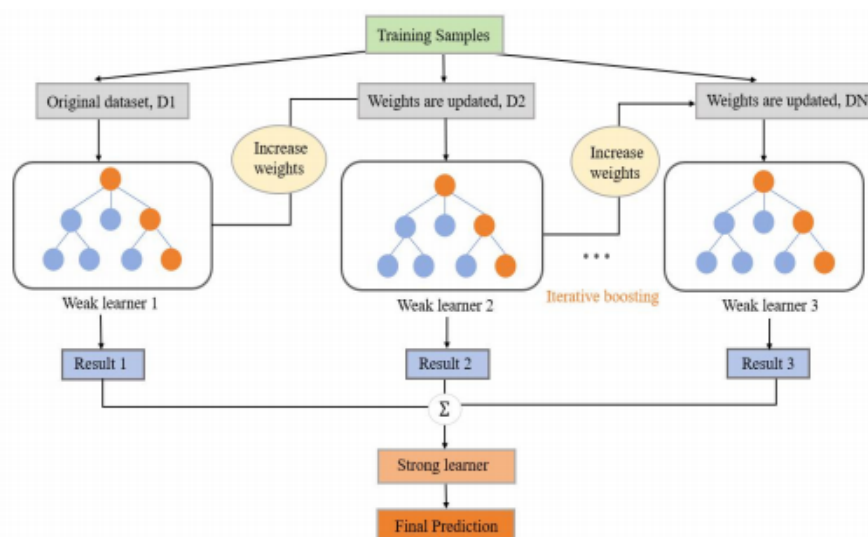 Training Samples
Original dataset, D1
Weights are updated, D2
Weights are updated, DN
Increase
weights
Increase
weights
...
Iterative boosting
Weak learner 1
Weak learner 2
Weak learner 3
Result 1
Result 2
Result 3
Σ
Strong learner
Final Prediction